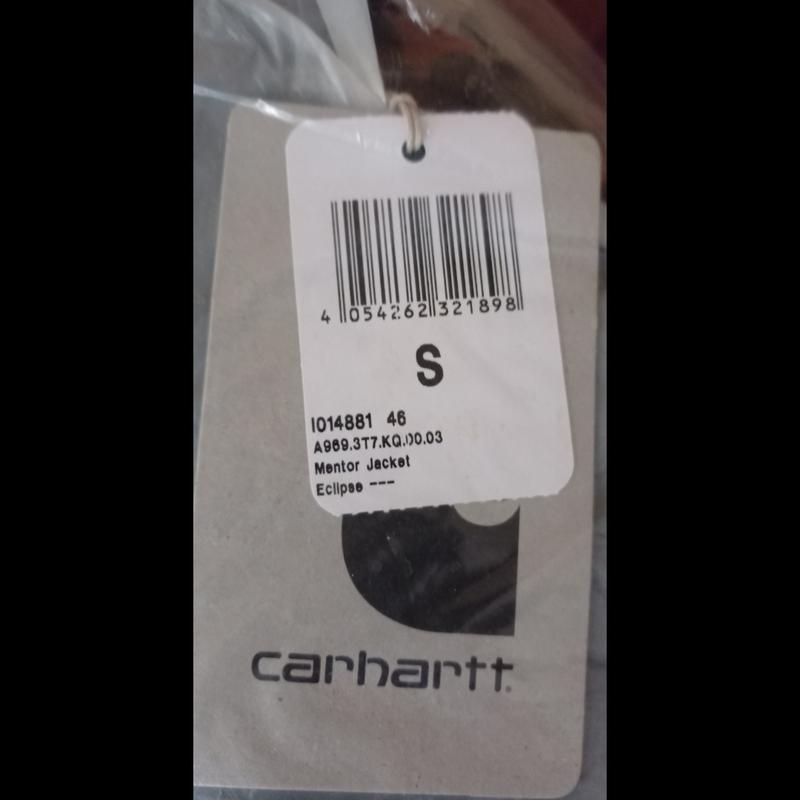 4 054262 321898
S
I014881 46
A969.3T7.KQ.00.03
Mentor Jacket
Eclipse ---
carhartt.